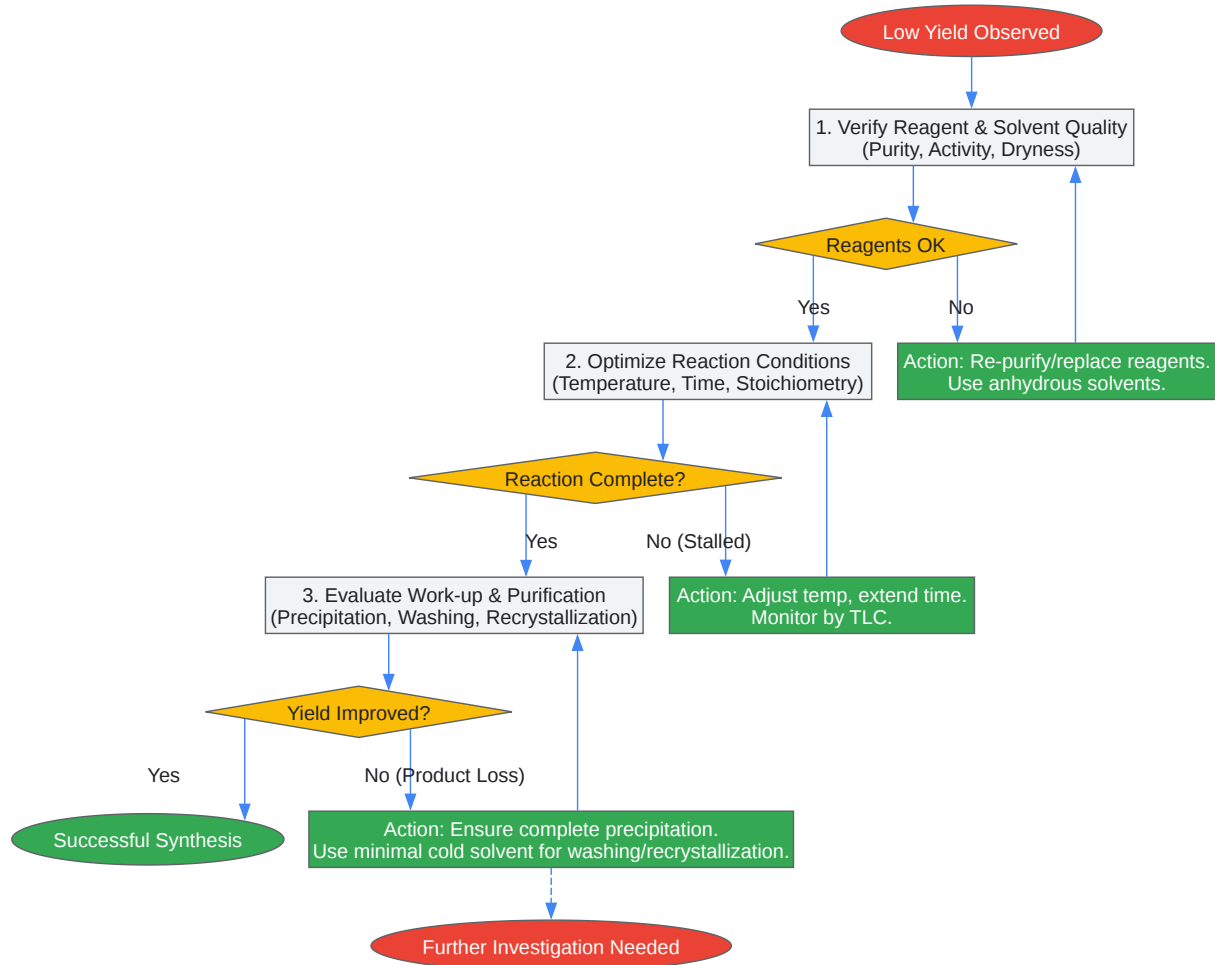 Low Yield Observed
1. Verify Reagent & Solvent Quality
(Purity, Activity, Dryness)
Reagents OK
Yes
No
2. Optimize Reaction Conditions
(Temperature, Time, Stoichiometry)
Action: Re-purify/replace reagents.
Use anhydrous solvents.
Reaction Complete?
Yes
No (Stalled)
3. Evaluate Work-up & Purification
(Precipitation, Washing, Recrystallization)
Action: Adjust temp, extend time.
Monitor by TLC.
Yield Improved?
Yes
No (Product Loss)
Successful Synthesis
Action: Ensure complete precipitation.
Use minimal cold solvent for washing/recrystallization.
Further Investigation Needed